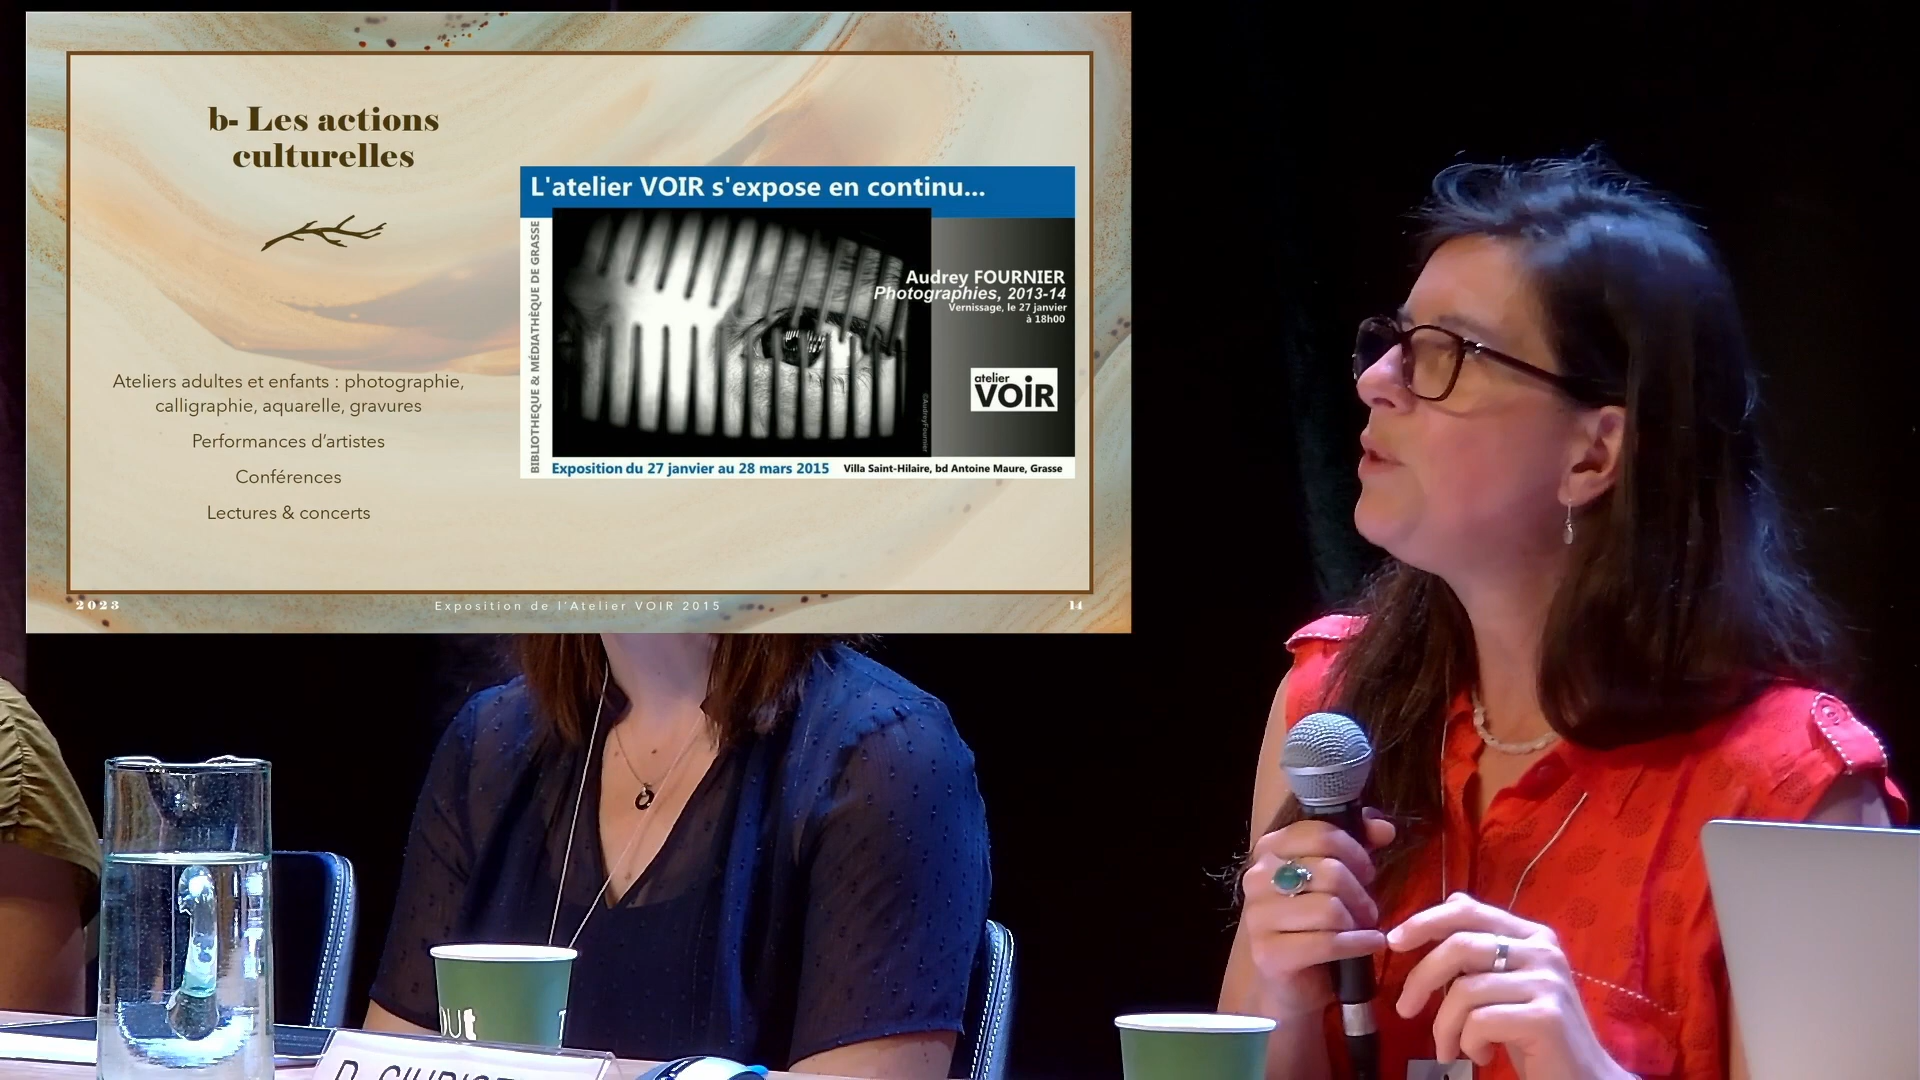 b- Les actions
culturelles
Ateliers adultes et enfants : photographie,
calligraphie, aquarelle, gravures
Performances d'artistes
Conférences
Lectures & concerts
L'atelier VOIR s'expose en continu...
BIBLIOTHEQUE & MÉDIATHÈQUE DE GRASSE
Audrey FOURNIER
Photographies, 2013-14
Vernissage, le 27 janvier
à 18h00
©AudreyFournier
atelier
VOIR
Exposition du 27 janvier au 28 mars 2015 Villa Saint-Hilaire, bd Antoine Maure, Grasse
2023 Exposition de l'Atelier VOIR 2015 14